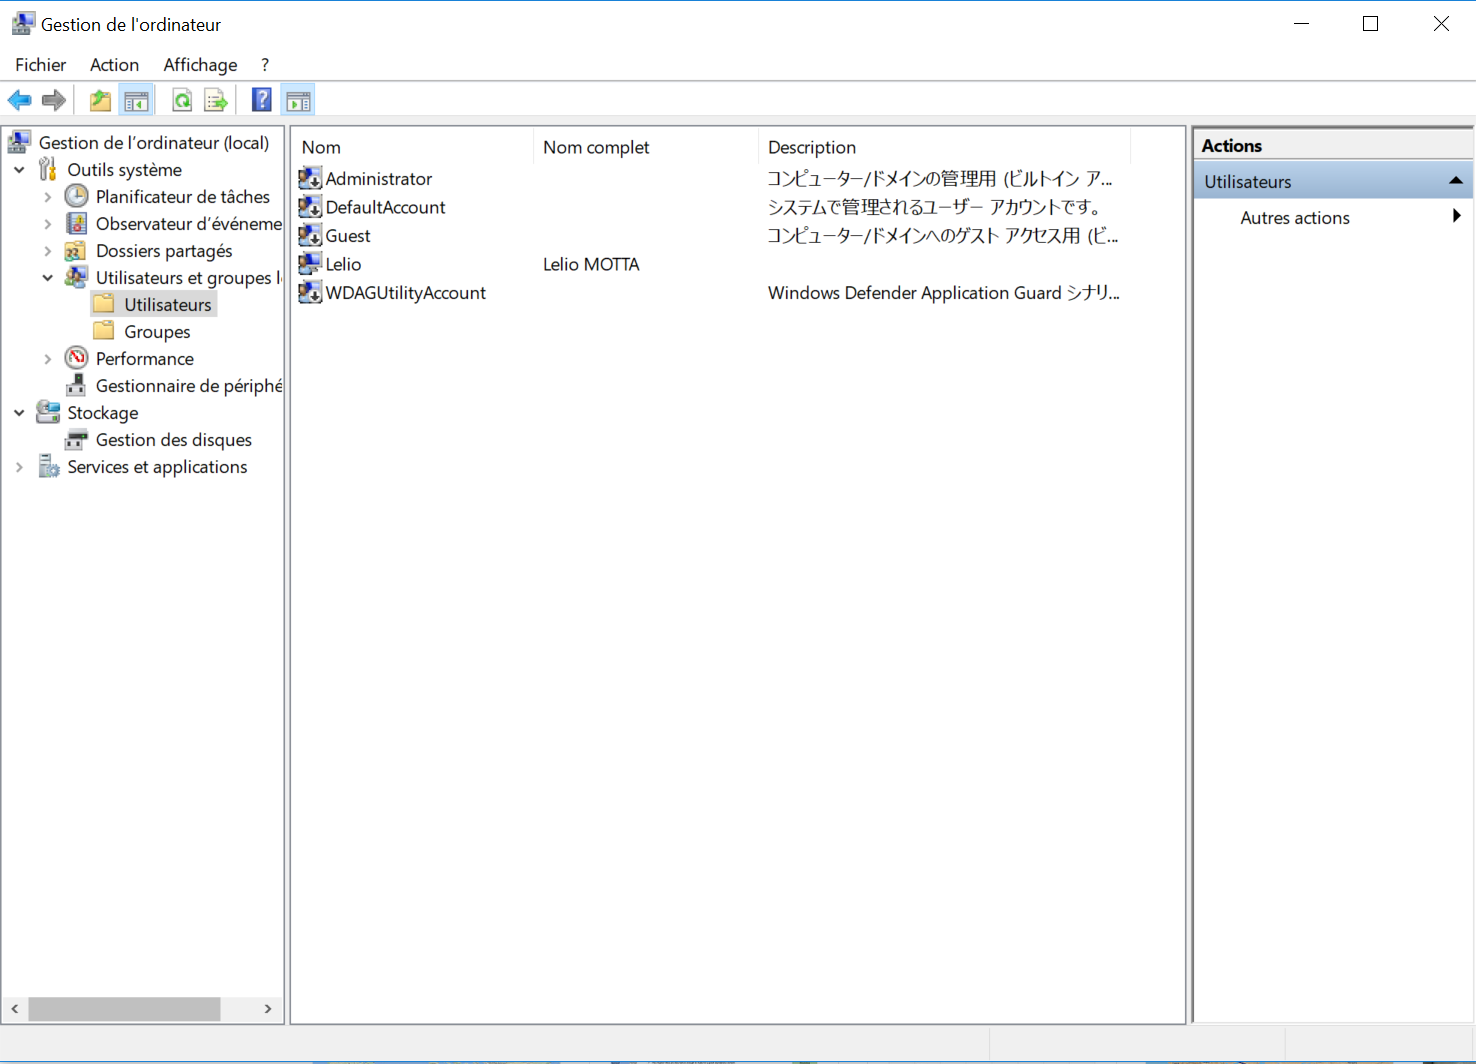 Gestion de l'ordinateur
Fichier Action Affichage ?
Gestion de l'ordinateur (local)
Outils système
Planificateur de tâches
Observateur d'événeme
Dossiers partagés
Utilisateurs et groupes l
Utilisateurs
Groupes
Performance
Gestionnaire de périphé
Stockage
Gestion des disques
Services et applications
Nom Nom complet Description
Administrator コンピューター/ドメインの管理用 (ビルトイン ア...
DefaultAccount システムで管理されるユーザー アカウントです。
Guest コンピューター/ドメインへのゲスト アクセス用 (ビ...
Lelio Lelio MOTTA
WDAGUtilityAccount Windows Defender Application Guard シナリ...
Actions
Utilisateurs
Autres actions